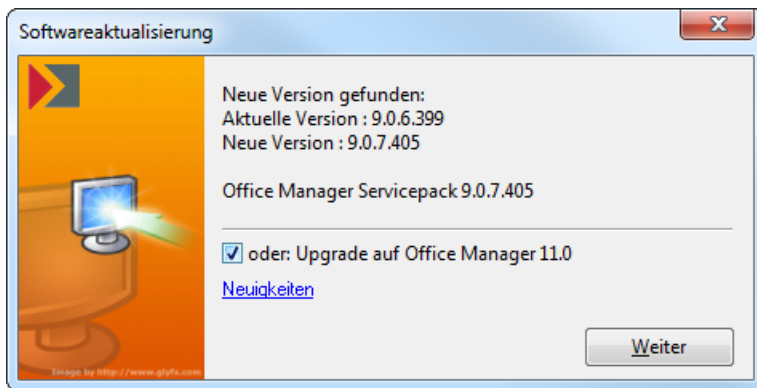 Softwareaktualisierung
Neue Version gefunden:
Aktuelle Version : 9.0.6.399
Neue Version : 9.0.7.405
Office Manager Servicepack 9.0.7.405
oder: Upgrade auf Office Manager 11.0
Neuigkeiten
Weiter
Image by http://www.glyfx.com